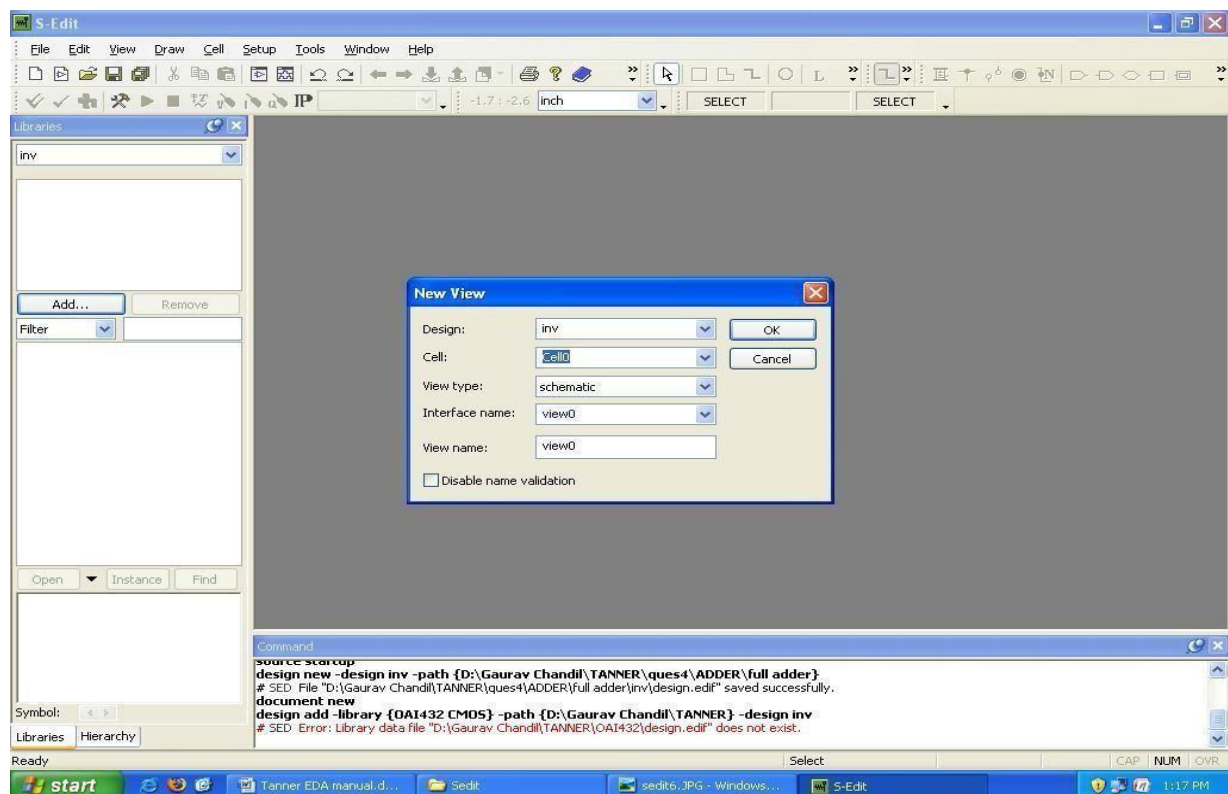 S-Edit
File Edit View Draw Cell Setup Tools Window Help
IP -1.7 : -2.6 inch SELECT SELECT
Libraries
inv
Add... Remove
Filter
Open Instance Find
Symbol:
Libraries Hierarchy
New View
Design: inv OK
Cell: Cell0 Cancel
View type: schematic
Interface name: view0
View name: view0
Disable name validation
Command
source startup
design new -design inv -path {D:\Gaurav Chandil\TANNER\ques4\ADDER\full adder}
# SED File "D:\Gaurav Chandil\TANNER\ques4\ADDER\full adder\inv\design.edif" saved successfully.
document new
design add -library {OAI432 CMOS} -path {D:\Gaurav Chandil\TANNER} -design inv
# SED Error: Library data file "D:\Gaurav Chandil\TANNER\OAI432\design.edif" does not exist.
Ready Select CAP NUM OVR
start Tanner EDA manual.d... Sedit sedit6.JPG - Windows... S-Edit 1:17 PM